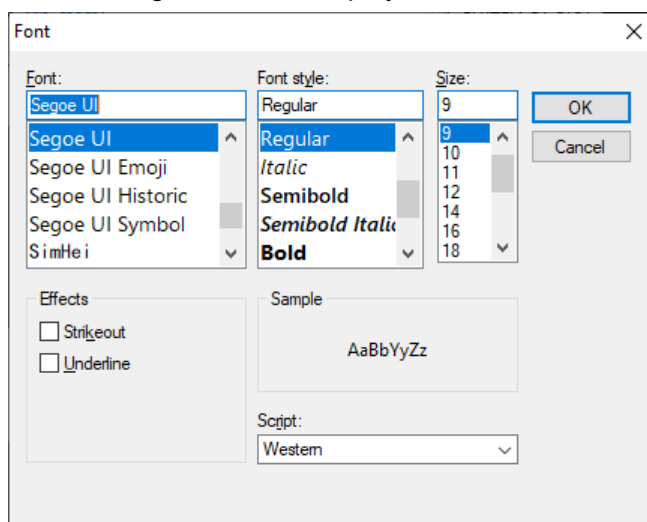 Font
Font:
Segoe UI
Segoe UI
Segoe UI Emoji
Segoe UI Historic
Segoe UI Symbol
SimHei
Font style:
Regular
Regular
Italic
Semibold
Semibold Italic
Bold
Size:
9
9
10
11
12
14
16
18
OK
Cancel
Effects
Strikeout
Underline
Sample
AaBbYyZz
Script:
Western